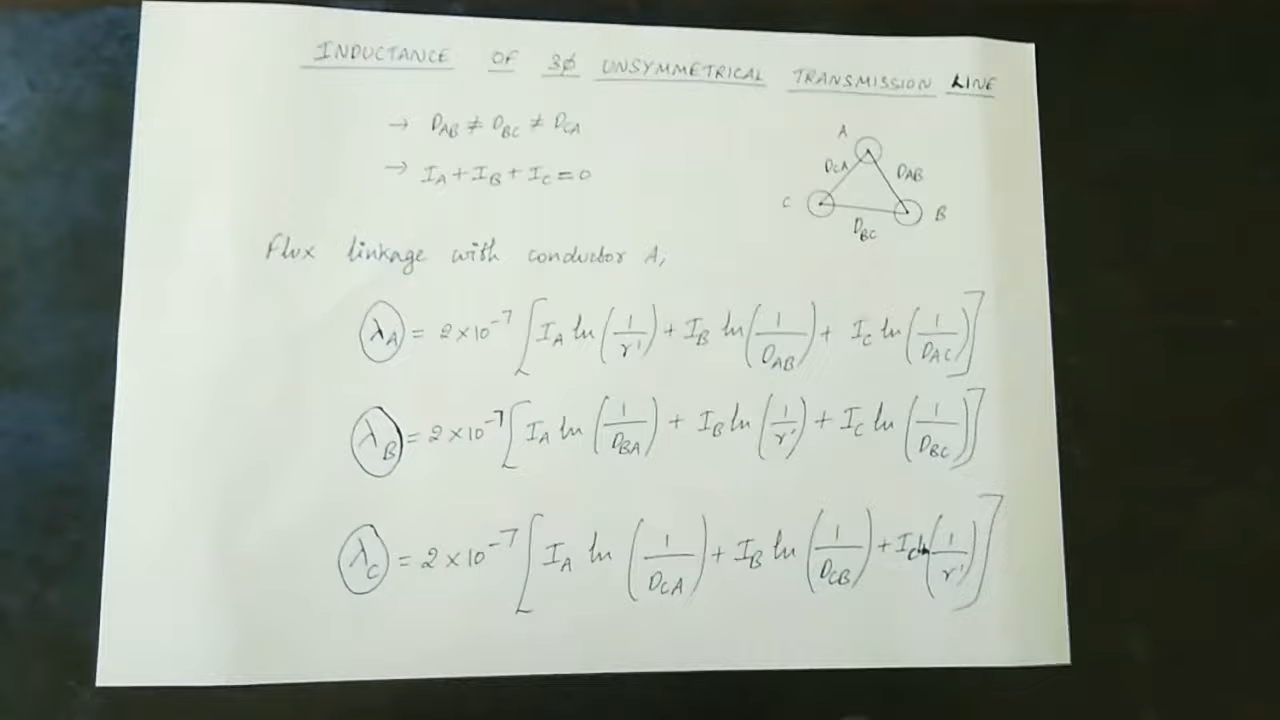 INDUCTANCE OF 3Ø UNSYMMETRICAL TRANSMISSION LINE
→ D_AB ≠ D_BC ≠ D_CA
→ I_A + I_B + I_C = 0
A
D_CA D_AB
C B
D_BC
Flux linkage with conductor A,
λ_A = 2×10^-7 [I_A ln(1/r') + I_B ln(1/D_AB) + I_C ln(1/D_AC)]
λ_B = 2×10^-7 [I_A ln(1/D_BA) + I_B ln(1/r') + I_C ln(1/D_BC)]
λ_C = 2×10^-7 [I_A ln(1/D_CA) + I_B ln(1/D_CB) + I_C ln(1/r')]